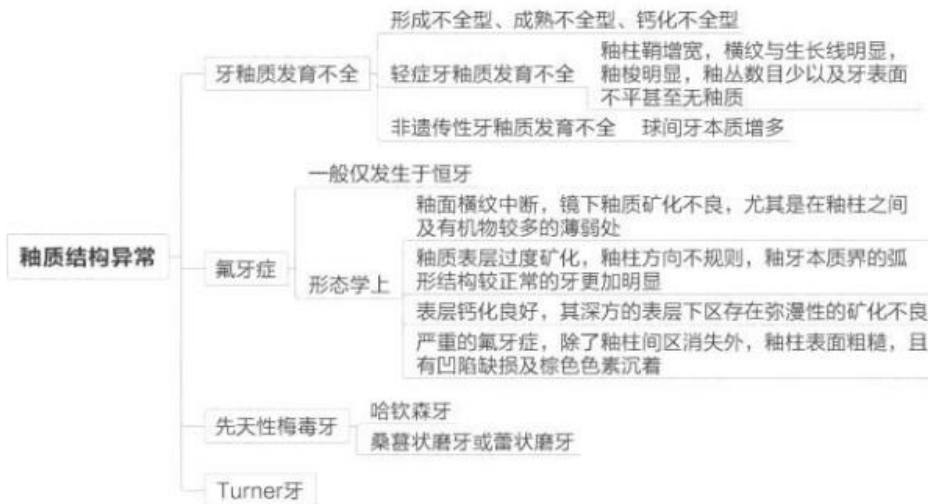 釉质结构异常
牙釉质发育不全
形成不全型、成熟不全型、钙化不全型
轻症牙釉质发育不全
釉柱鞘增宽，横纹与生长线明显，
釉梭明显，釉丛数目少以及牙表面
不平甚至无釉质
非遗传性牙釉质发育不全
球间牙本质增多
氟牙症
一般仅发生于恒牙
形态学上
釉面横纹中断，镜下釉质矿化不良，尤其是在釉柱之间
及有机物较多的薄弱处
釉质表层过度矿化，釉柱方向不规则，釉牙本质界的弧
形结构较正常的牙更加明显
表层钙化良好，其深方的表层下区存在弥漫性的矿化不良
严重的氟牙症，除了釉柱间区消失外，釉柱表面粗糙，且
有凹陷缺损及棕色色素沉着
先天性梅毒牙
哈钦森牙
桑葚状磨牙或蕾状磨牙
Turner牙